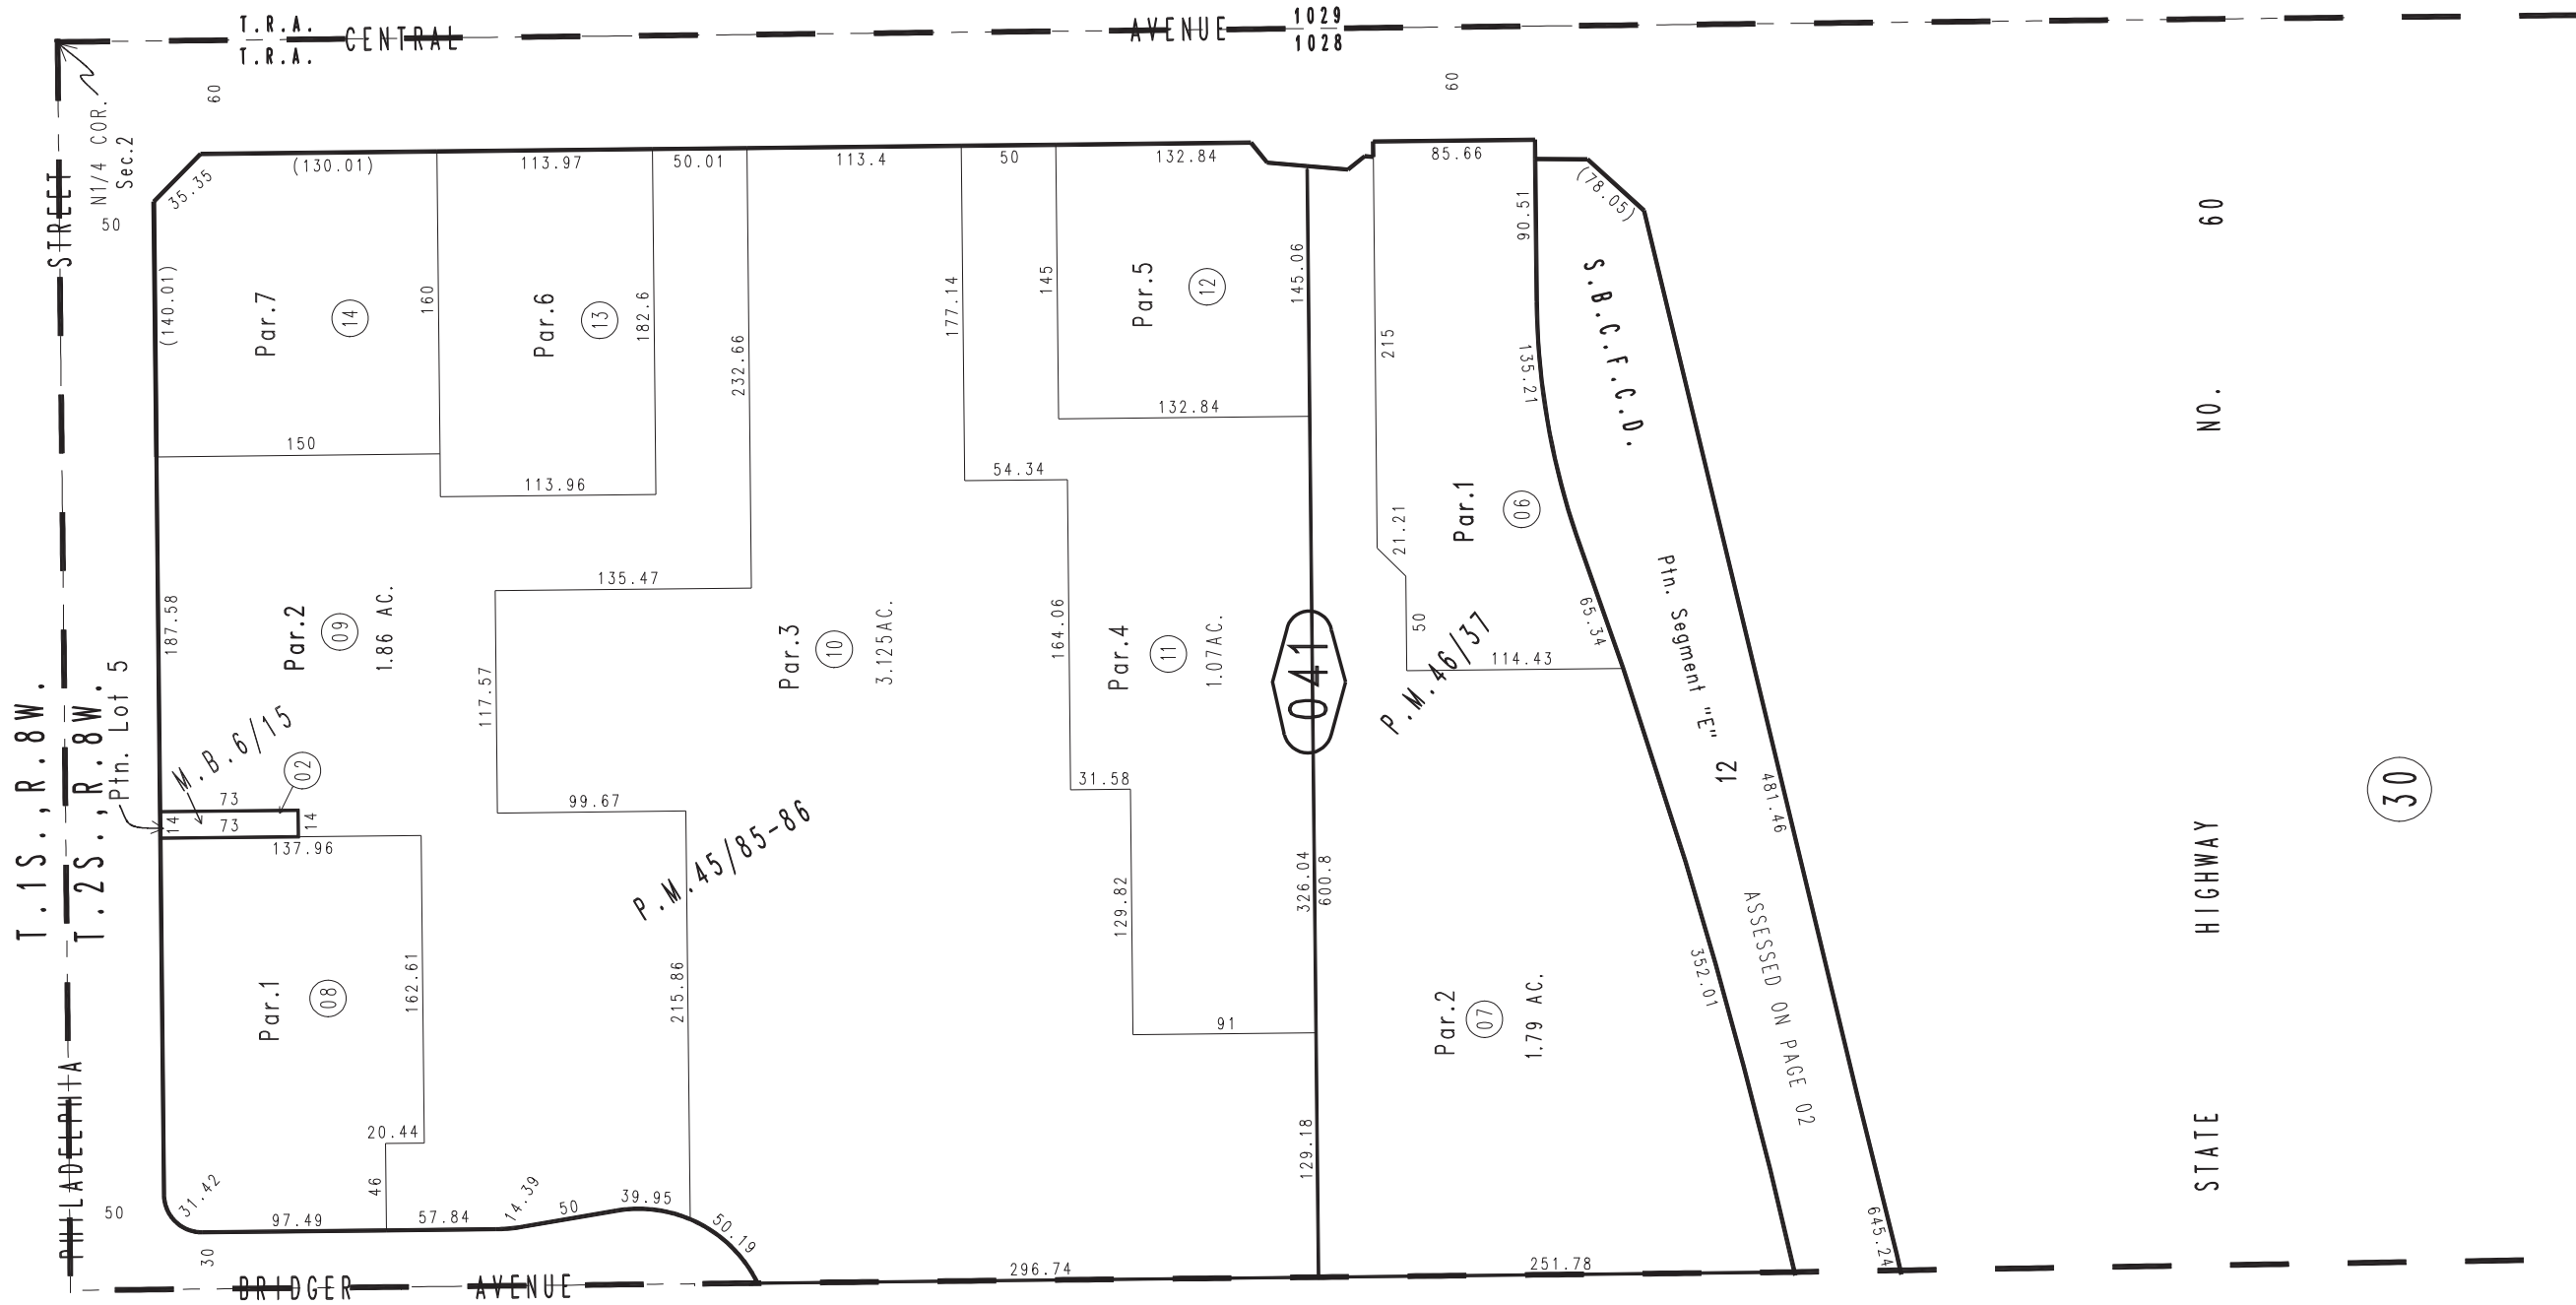 T.R.A.
T.R.A.
CENTRAL
AVENUE
1029
1028
60
60
N1/4 COR.
Sec.2
50
STREET
35.35
(130.01)
113.97
50.01
113.4
50
132.84
85.66
(78.05)
(140.01)
Par.7
14
160
Par.6
13
182.6
232.66
177.14
145
Par.5
12
145.06
215
90.51
135.21
S.B.C.F.C.D.
NO. 60
150
113.96
54.34
132.84
187.58
Par.2
09
1.86 AC.
135.47
117.57
99.67
Par.3
10
3.125AC.
164.06
Par.4
11
1.07AC.
041
21.21
50
Par.1
06
114.43
65.34
P.M.46/37
Ptn. Segment "E"
12
481.46
30
T.1S.,R.8W.
T.2S.,R.8W.
Ptn. Lot 5
M.B.6/15
02
73
14
73
14
137.96
P.M.45/85-86
31.58
129.82
326.04
600.8
HIGHWAY
Par.1
08
162.61
215.86
91
Par.2
07
1.79 AC.
352.01
ASSESSED ON PAGE 02
PHILADELPHIA
50
31.42
20.44
46
97.49
57.84
14.39
50
39.95
50.19
129.18
STATE
645.24
30
BRIDGER AVENUE
296.74
251.78